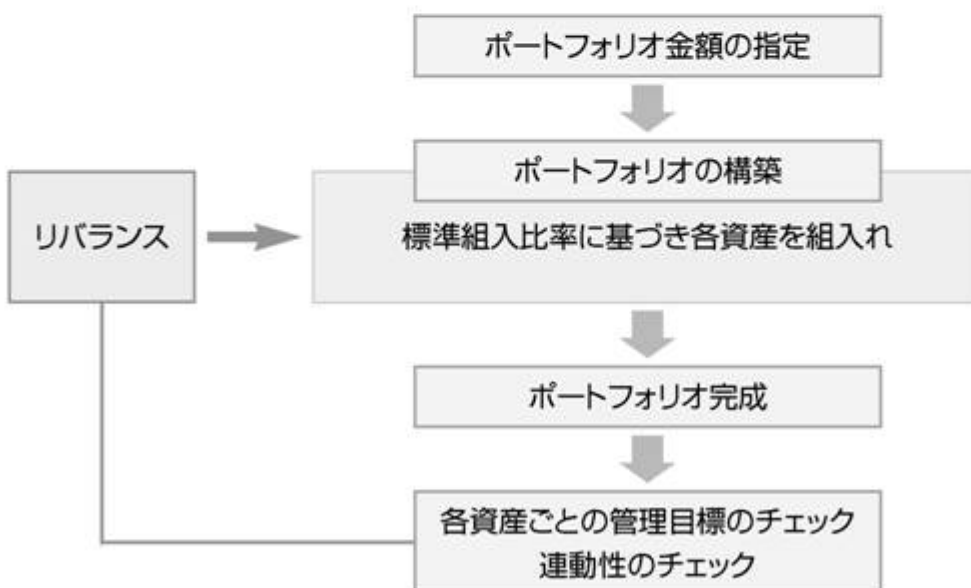 ポートフォリオ金額の指定
ポートフォリオの構築
リバランス
標準組入比率に基づき各資産を組入れ
ポートフォリオ完成
各資産ごとの管理目標のチェック
連動性のチェック